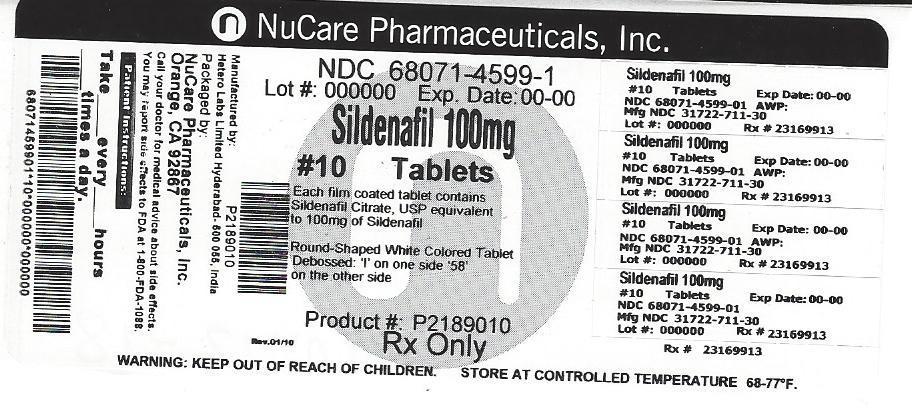 n NuCare Pharmaceuticals, Inc.
68071459901*10*000000*000000
Take ___ every ___ hours
___ times a day.
Patient Instructions:
You may report side effects to FDA at 1-800-FDA-1088.
Call your doctor for medical advice about side effects.
Orange, CA 92867
NuCare Pharmaceuticals, Inc.
Packaged by:
Hetero Labs Limited Hyderabad- 500 055, India
Manufactured by:
P2189010
Rev.01/10
NDC 68071-4599-1
Lot #: 000000 Exp. Date: 00-00
Sildenafil 100mg
#10 Tablets
Each film coated tablet contains
Sildenafil Citrate, USP equivalent
to 100mg of Sildenafil
Round-Shaped White Colored Tablet
Debossed: 'I' on one side '58'
on the other side
Product #: P2189010
Rx Only
Sildenafil 100mg
#10 Tablets Exp Date: 00-00
NDC 68071-4599-01 AWP:
Mfg NDC 31722-711-30
Lot #: 000000 Rx # 23169913
Sildenafil 100mg
#10 Tablets Exp Date: 00-00
NDC 68071-4599-01 AWP:
Mfg NDC 31722-711-30
Lot #: 000000 Rx # 23169913
Sildenafil 100mg
#10 Tablets Exp Date: 00-00
NDC 68071-4599-01 AWP:
Mfg NDC 31722-711-30
Lot #: 000000 Rx # 23169913
Sildenafil 100mg
#10 Tablets Exp Date: 00-00
NDC 68071-4599-01
Mfg NDC 31722-711-30
Lot #: 000000 Rx # 23169913
Rx # 23169913
WARNING: KEEP OUT OF REACH OF CHILDREN. STORE AT CONTROLLED TEMPERATURE 68-77°F.